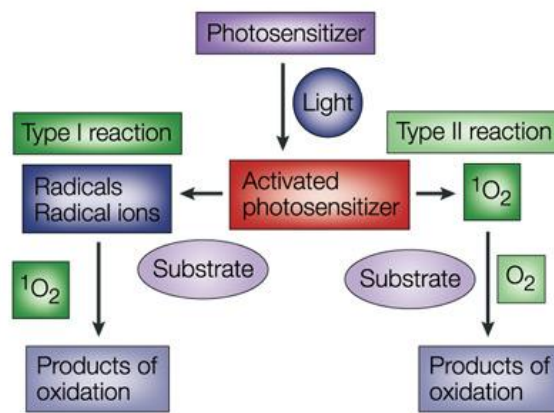 Photosensitizer
Light
Type I reaction
Type II reaction
Radicals
Radical ions
Activated
photosensitizer
¹O₂
Substrate
Substrate
¹O₂
O₂
Products of
oxidation
Products of
oxidation